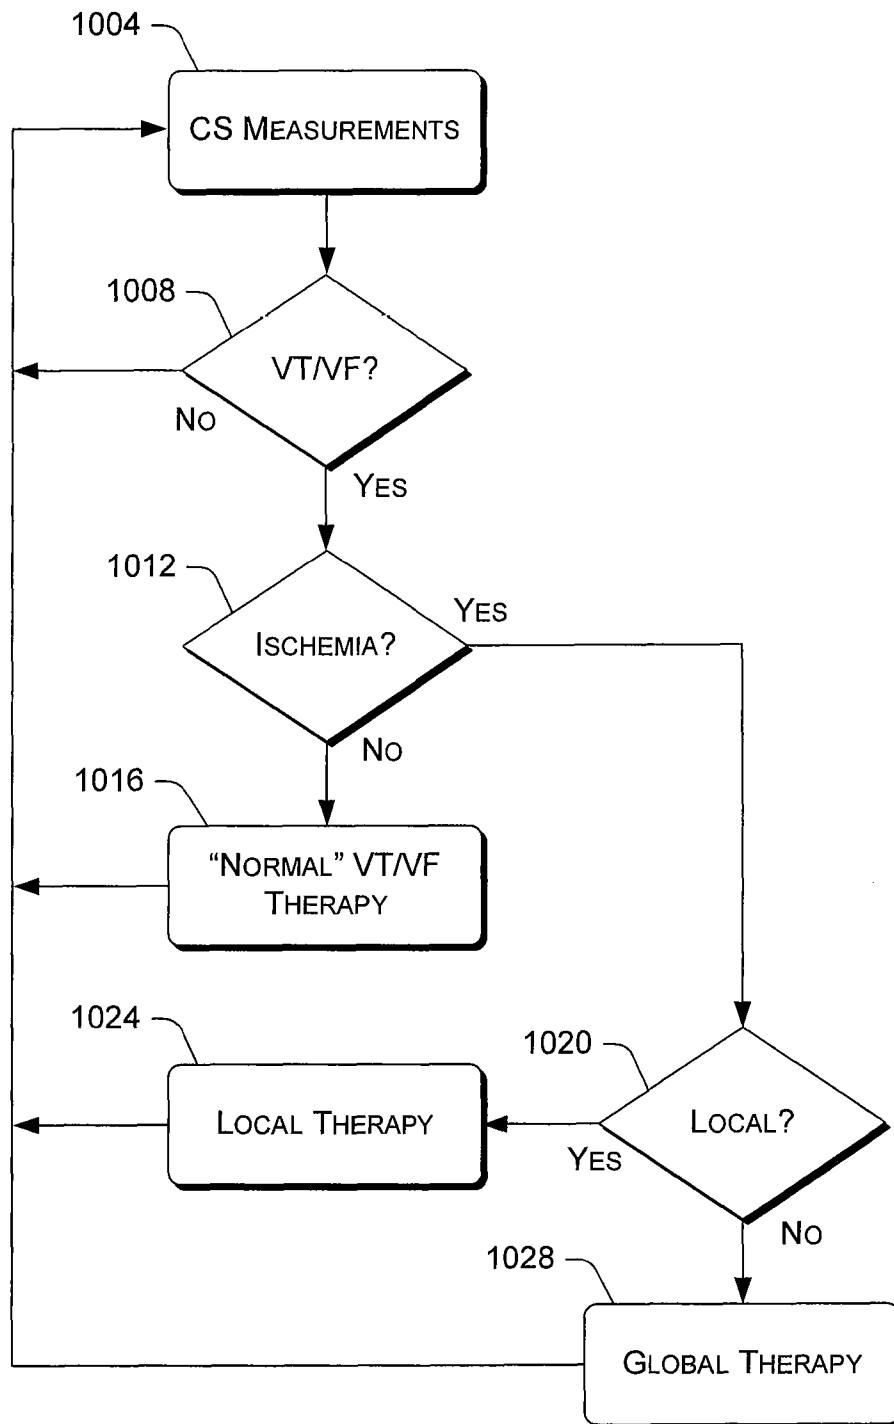 1004
CS MEASUREMENTS
1008
VT/VF?
NO
YES
1012
YES
ISCHEMIA?
NO
1016
“NORMAL” VT/VF
THERAPY
1024
1020
LOCAL THERAPY
LOCAL?
YES
NO
1028
GLOBAL THERAPY